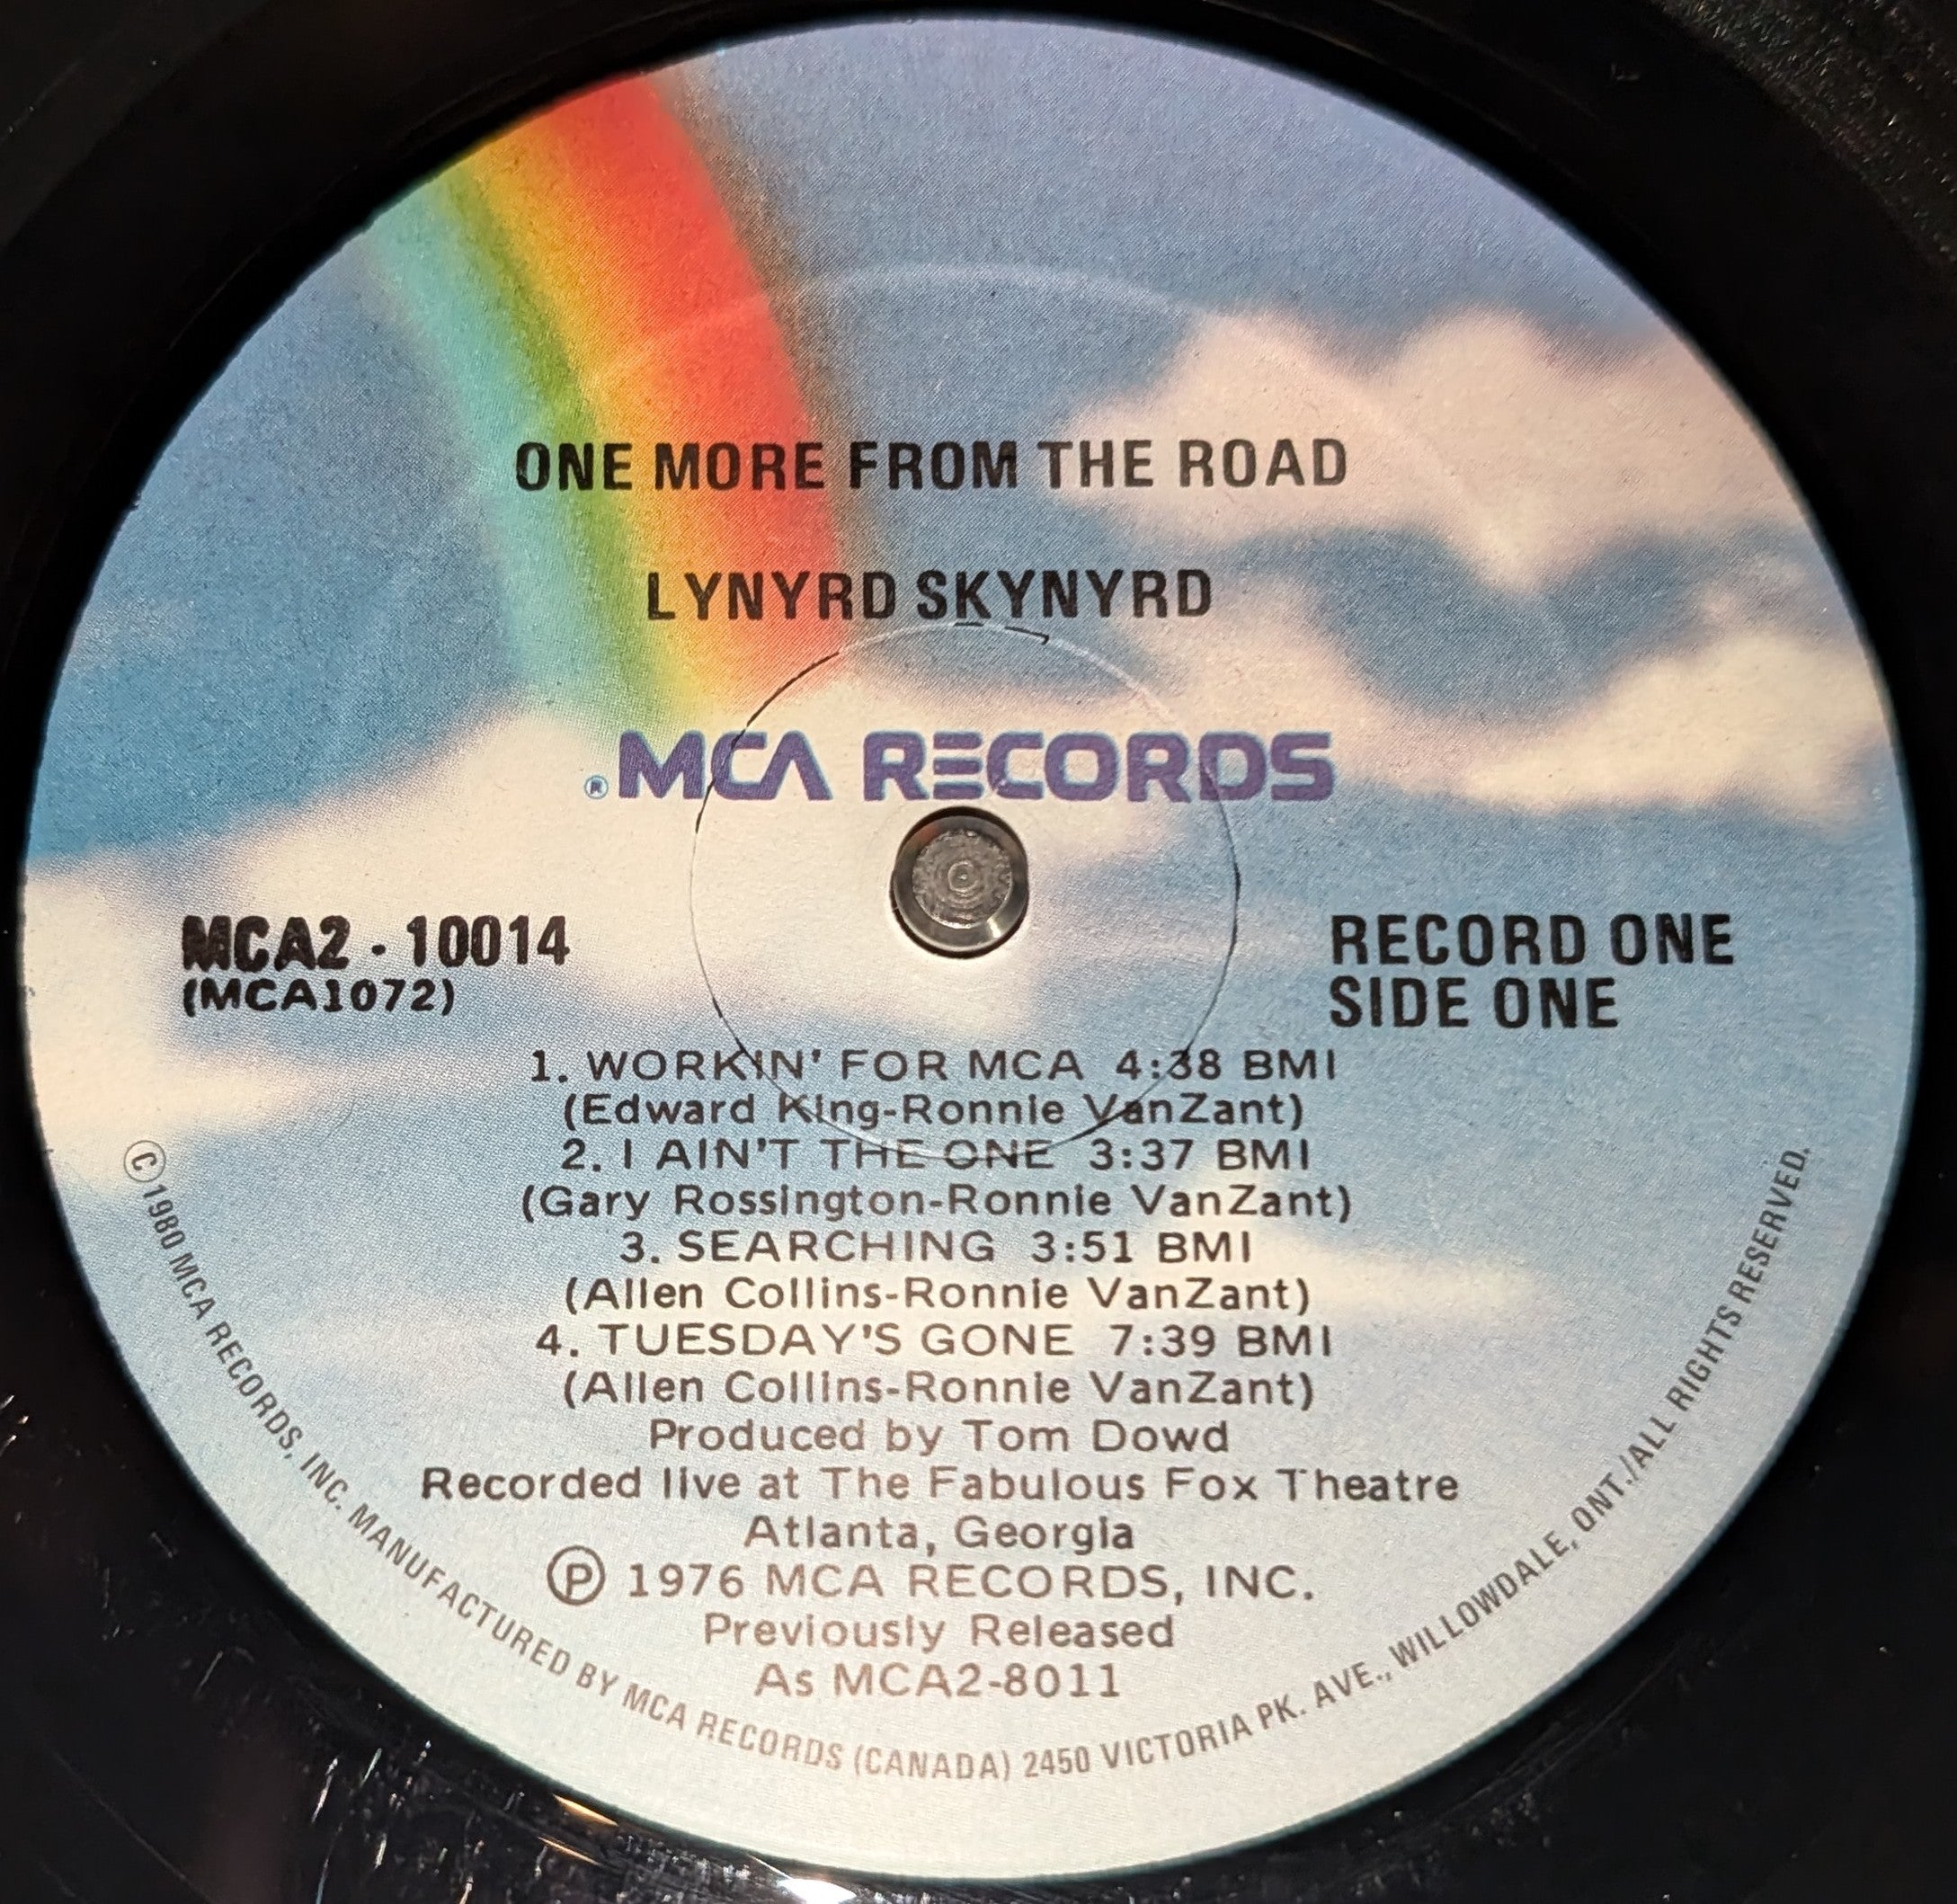 ONE MORE FROM THE ROAD
LYNYRD SKYNYRD
® MCA RECORDS
MCA2 - 10014
(MCA1072)
RECORD ONE
SIDE ONE
1. WORKIN' FOR MCA 4:38 BMI
(Edward King-Ronnie VanZant)
2. I AIN'T THE ONE 3:37 BMI
(Gary Rossington-Ronnie VanZant)
3. SEARCHING 3:51 BMI
(Allen Collins-Ronnie VanZant)
4. TUESDAY'S GONE 7:39 BMI
(Allen Collins-Ronnie VanZant)
Produced by Tom Dowd
Recorded live at The Fabulous Fox Theatre
Atlanta, Georgia
℗ 1976 MCA RECORDS, INC.
Previously Released
As MCA2-8011
© 1980 MCA RECORDS, INC. MANUFACTURED BY MCA RECORDS (CANADA) 2450 VICTORIA PK. AVE., WILLOWDALE, ONT./ALL RIGHTS RESERVED.